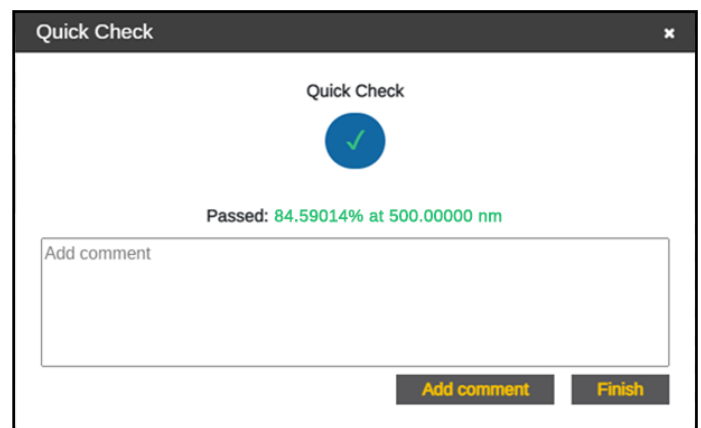 Quick Check
Quick Check
Passed: 84.59014% at 500.00000 nm
Add comment
Add comment
Finish